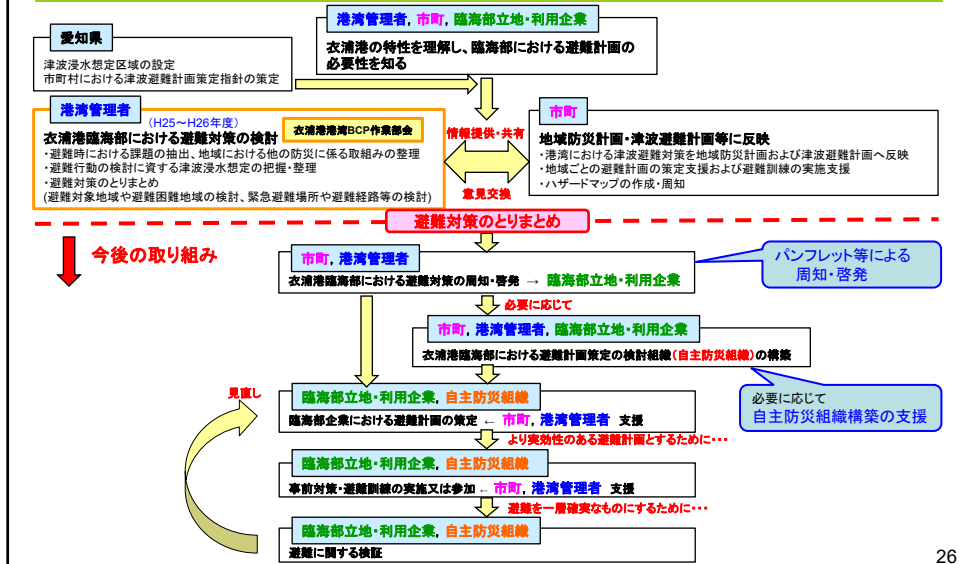 港湾管理者, 市町, 臨海部立地・利用企業
衣浦港の特性を理解し、臨海部における避難計画の
必要性を知る
愛知県
津波浸水想定区域の設定
市町村における津波避難計画策定指針の策定
港湾管理者
(H25～H26年度)
衣浦港臨海部における避難対策の検討
衣浦港港湾BCP作業部会
・避難時における課題の抽出、地域における他の防災に係る取組みの整理
・避難行動の検討に資する津波浸水想定の把握・整理
・避難対策のとりまとめ
(避難対象地域や避難困難地域の検討、緊急避難場所や避難経路等の検討)
情報提供・共有
意見交換
市町
地域防災計画・津波避難計画等に反映
・港湾における津波避難対策を地域防災計画および津波避難計画へ反映
・地域ごとの避難計画の策定支援および避難訓練の実施支援
・ハザードマップの作成・周知
避難対策のとりまとめ
今後の取り組み
市町, 港湾管理者
衣浦港臨海部における避難対策の周知・啓発 → 臨海部立地・利用企業
パンフレット等による
周知・啓発
必要に応じて
市町, 港湾管理者, 臨海部立地・利用企業
衣浦港臨海部における避難計画策定の検討組織(自主防災組織)の構築
必要に応じて
自主防災組織構築の支援
見直し
臨海部立地・利用企業, 自主防災組織
臨海部企業における避難計画の策定 ← 市町, 港湾管理者 支援
より実効性のある避難計画とするために･･･
臨海部立地・利用企業, 自主防災組織
事前対策・避難訓練の実施又は参加 ← 市町, 港湾管理者 支援
避難を一層確実なものにするために･･･
臨海部立地・利用企業, 自主防災組織
避難に関する検証
26